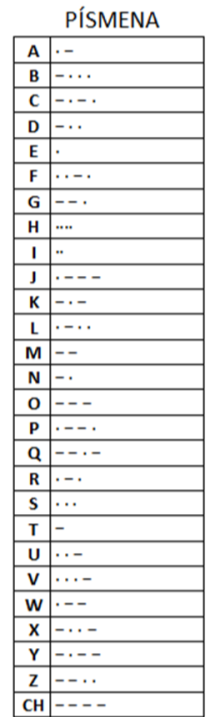 PÍSMENA
A · –
B – · · ·
C – · – ·
D – · ·
E ·
F · · – ·
G – – ·
H ····
I ··
J · – – –
K – · –
L · – · ·
M – –
N – ·
O – – –
P · – – ·
Q – – · –
R · – ·
S · · ·
T –
U · · –
V · · · –
W · – –
X – · · –
Y – · – –
Z – – · ·
CH – – – –